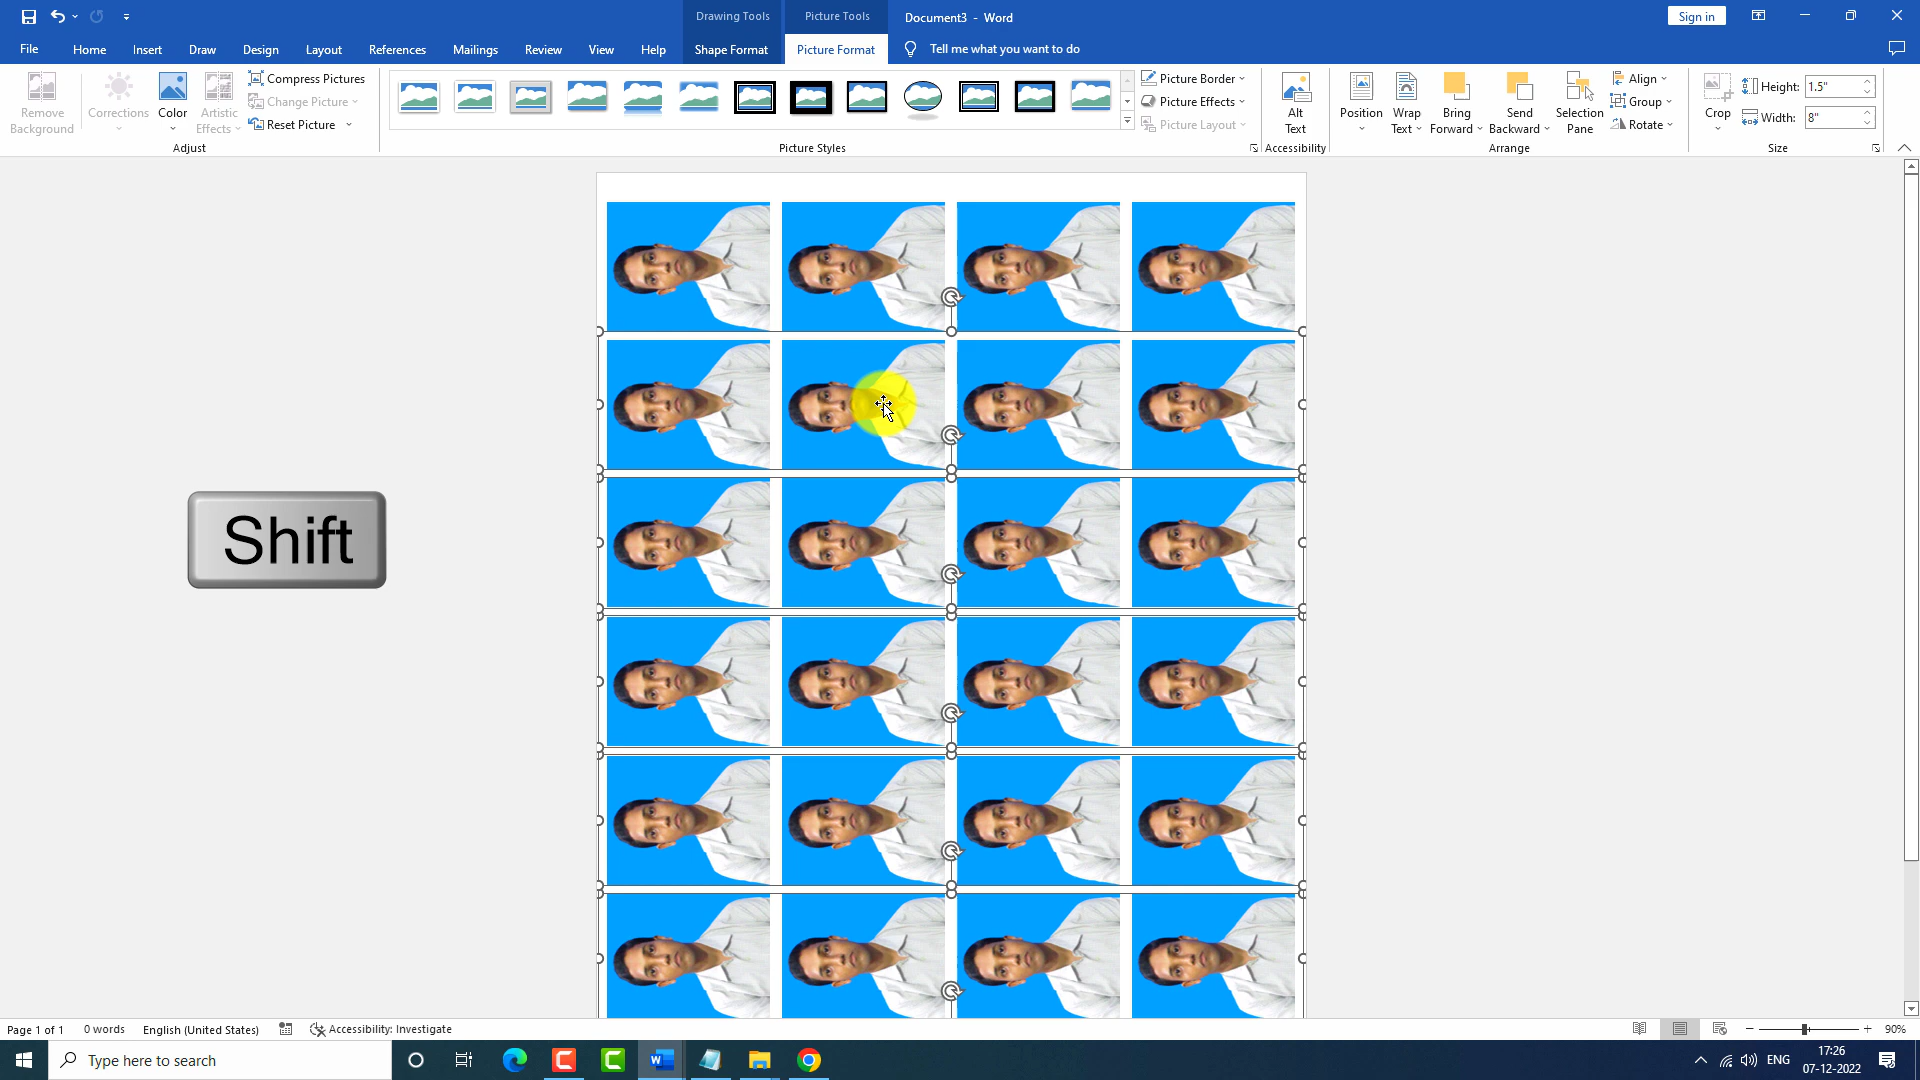 Drawing Tools
Picture Tools
Document3 - Word
Sign in
File Home Insert Draw Design Layout References Mailings Review View Help Shape Format Picture Format Tell me what you want to do
Remove Background
Corrections
Color
Artistic Effects
Compress Pictures
Change Picture
Reset Picture
Adjust
Picture Styles
Picture Border
Picture Effects
Picture Layout
Alt Text
Accessibility
Position
Wrap Text
Bring Forward
Send Backward
Selection Pane
Align
Group
Rotate
Arrange
Crop
Height: 1.5"
Width: 8"
Size
Shift
Page 1 of 1 0 words English (United States) Accessibility: Investigate 90%
Type here to search
ENG
17:26
07-12-2022